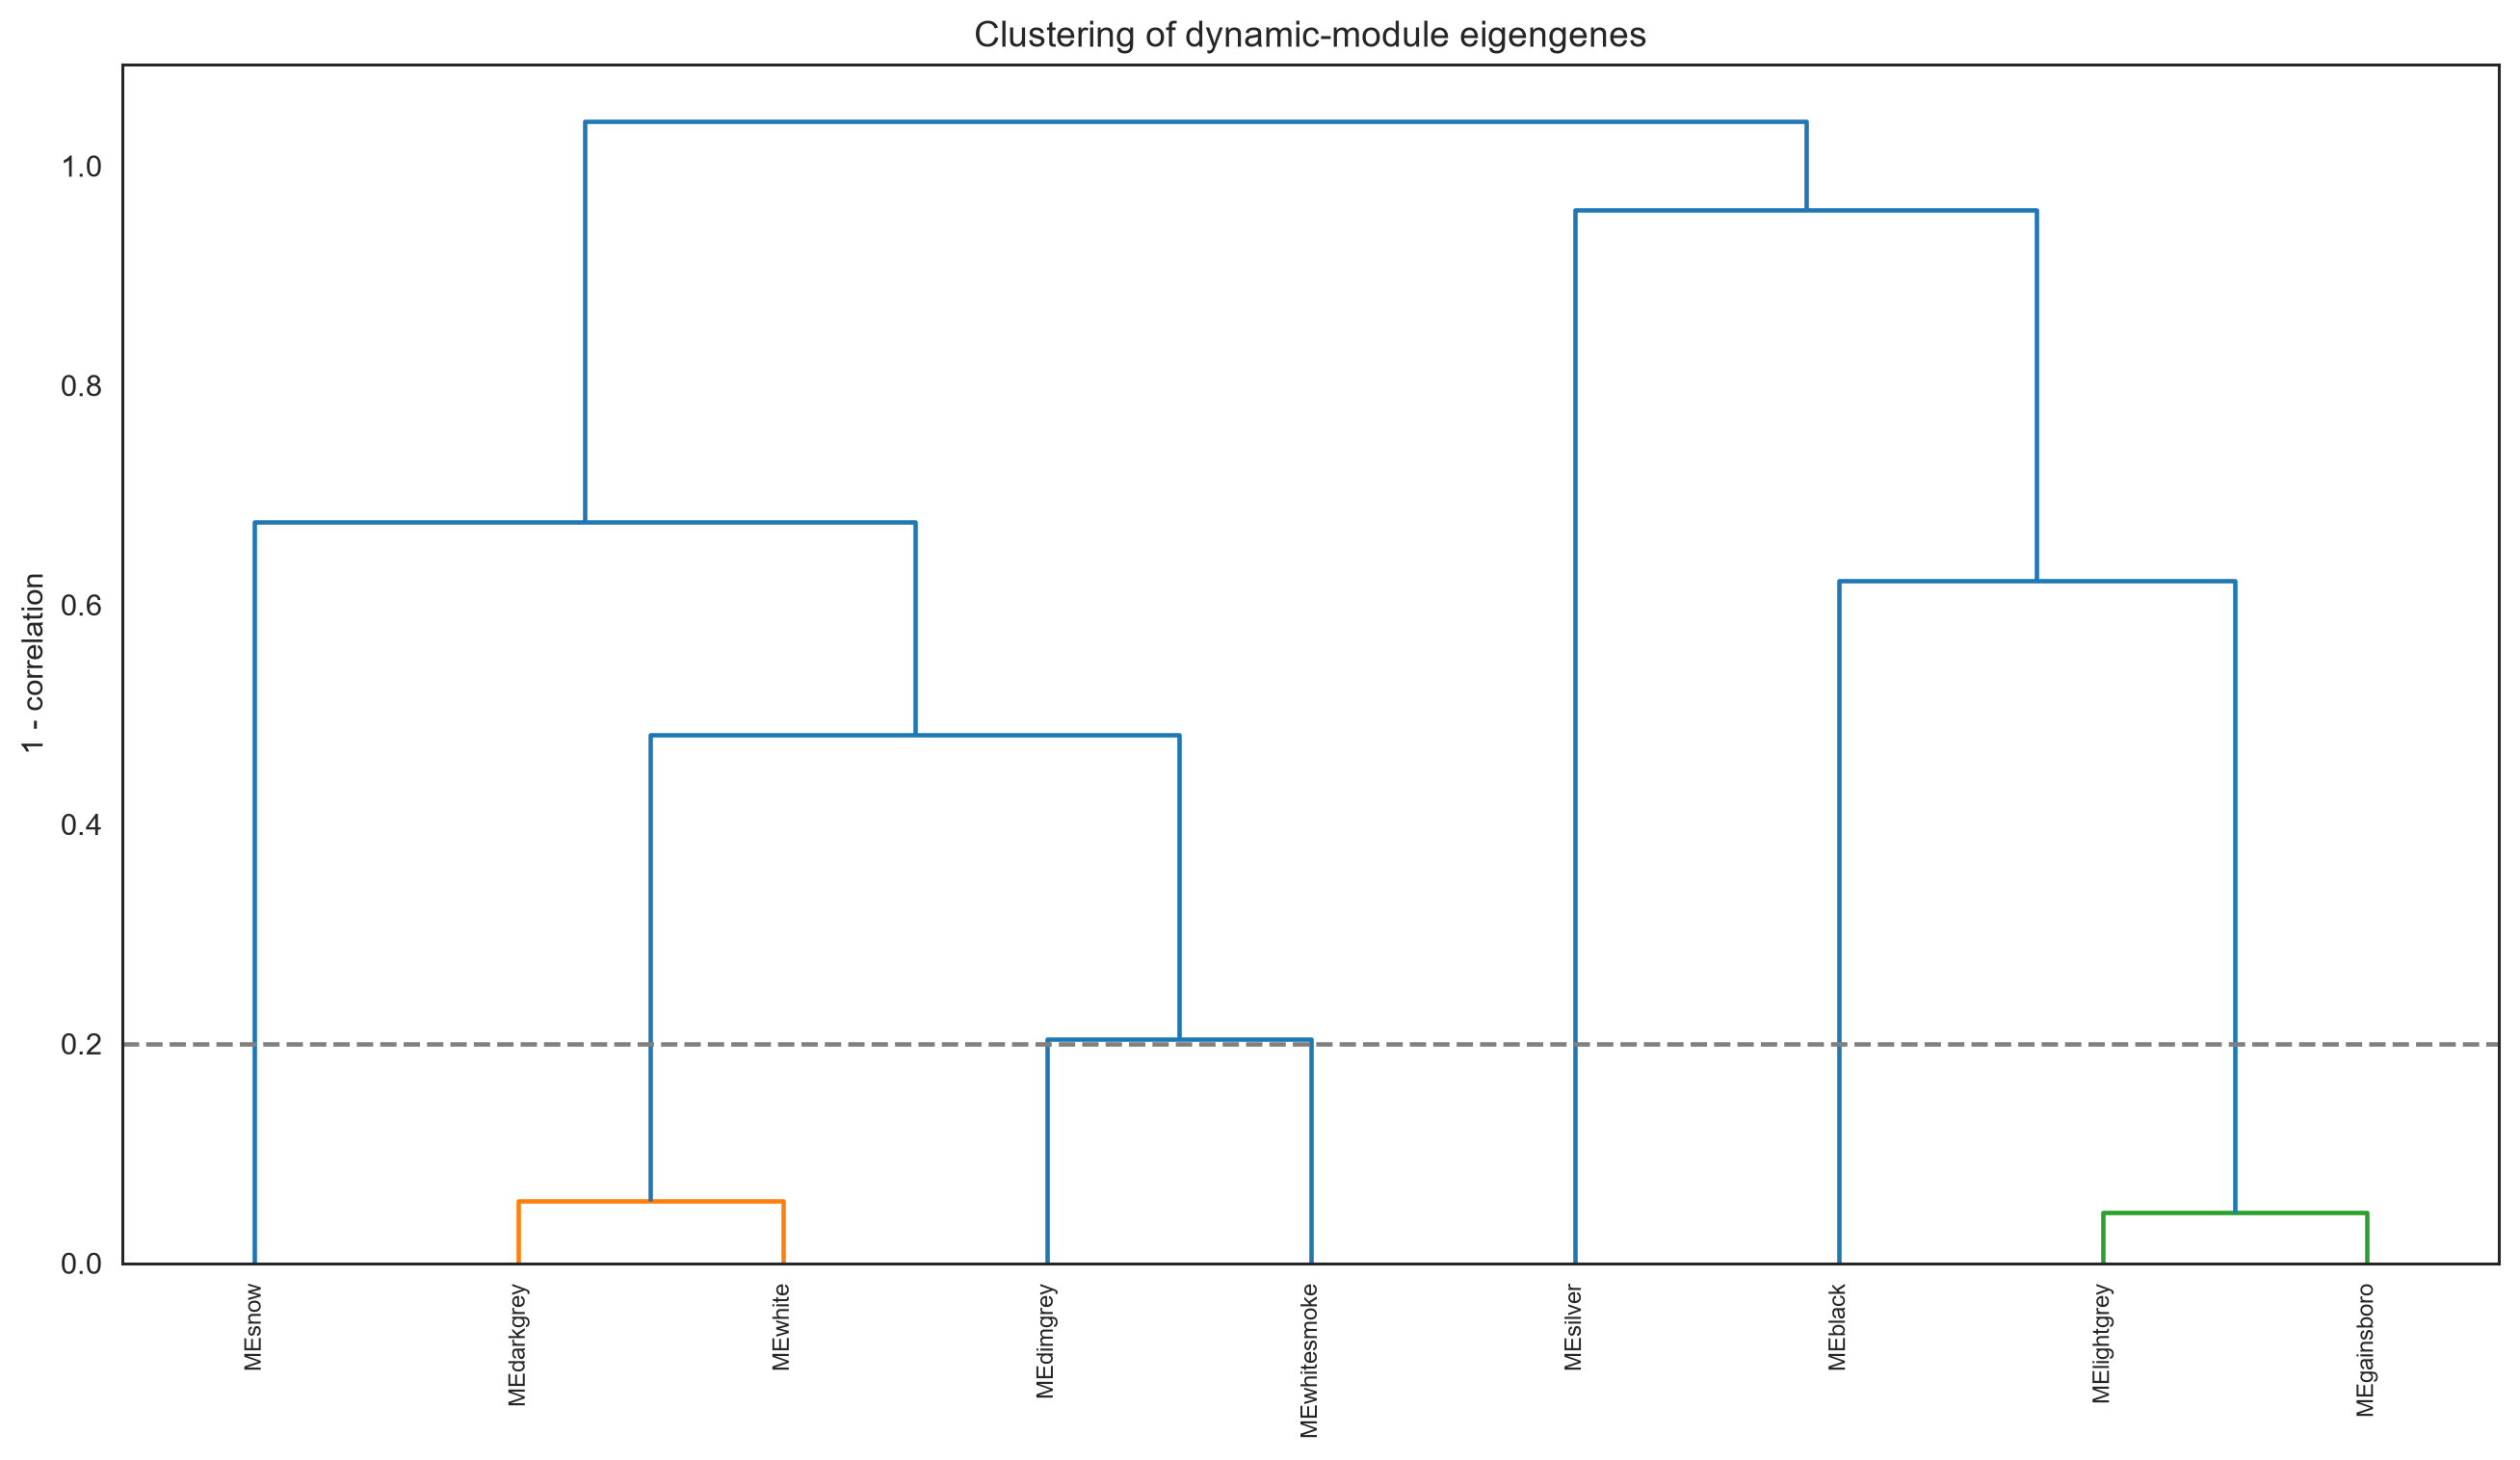 Clustering of dynamic-module eigengenes
1 - correlation
1.0
0.8
0.6
0.4
0.2
0.0
MEsnow
MEdarkgrey
MEwhite
MEdimgrey
MEwhitesmoke
MEsilver
MEblack
MElightgrey
MEgainsboro